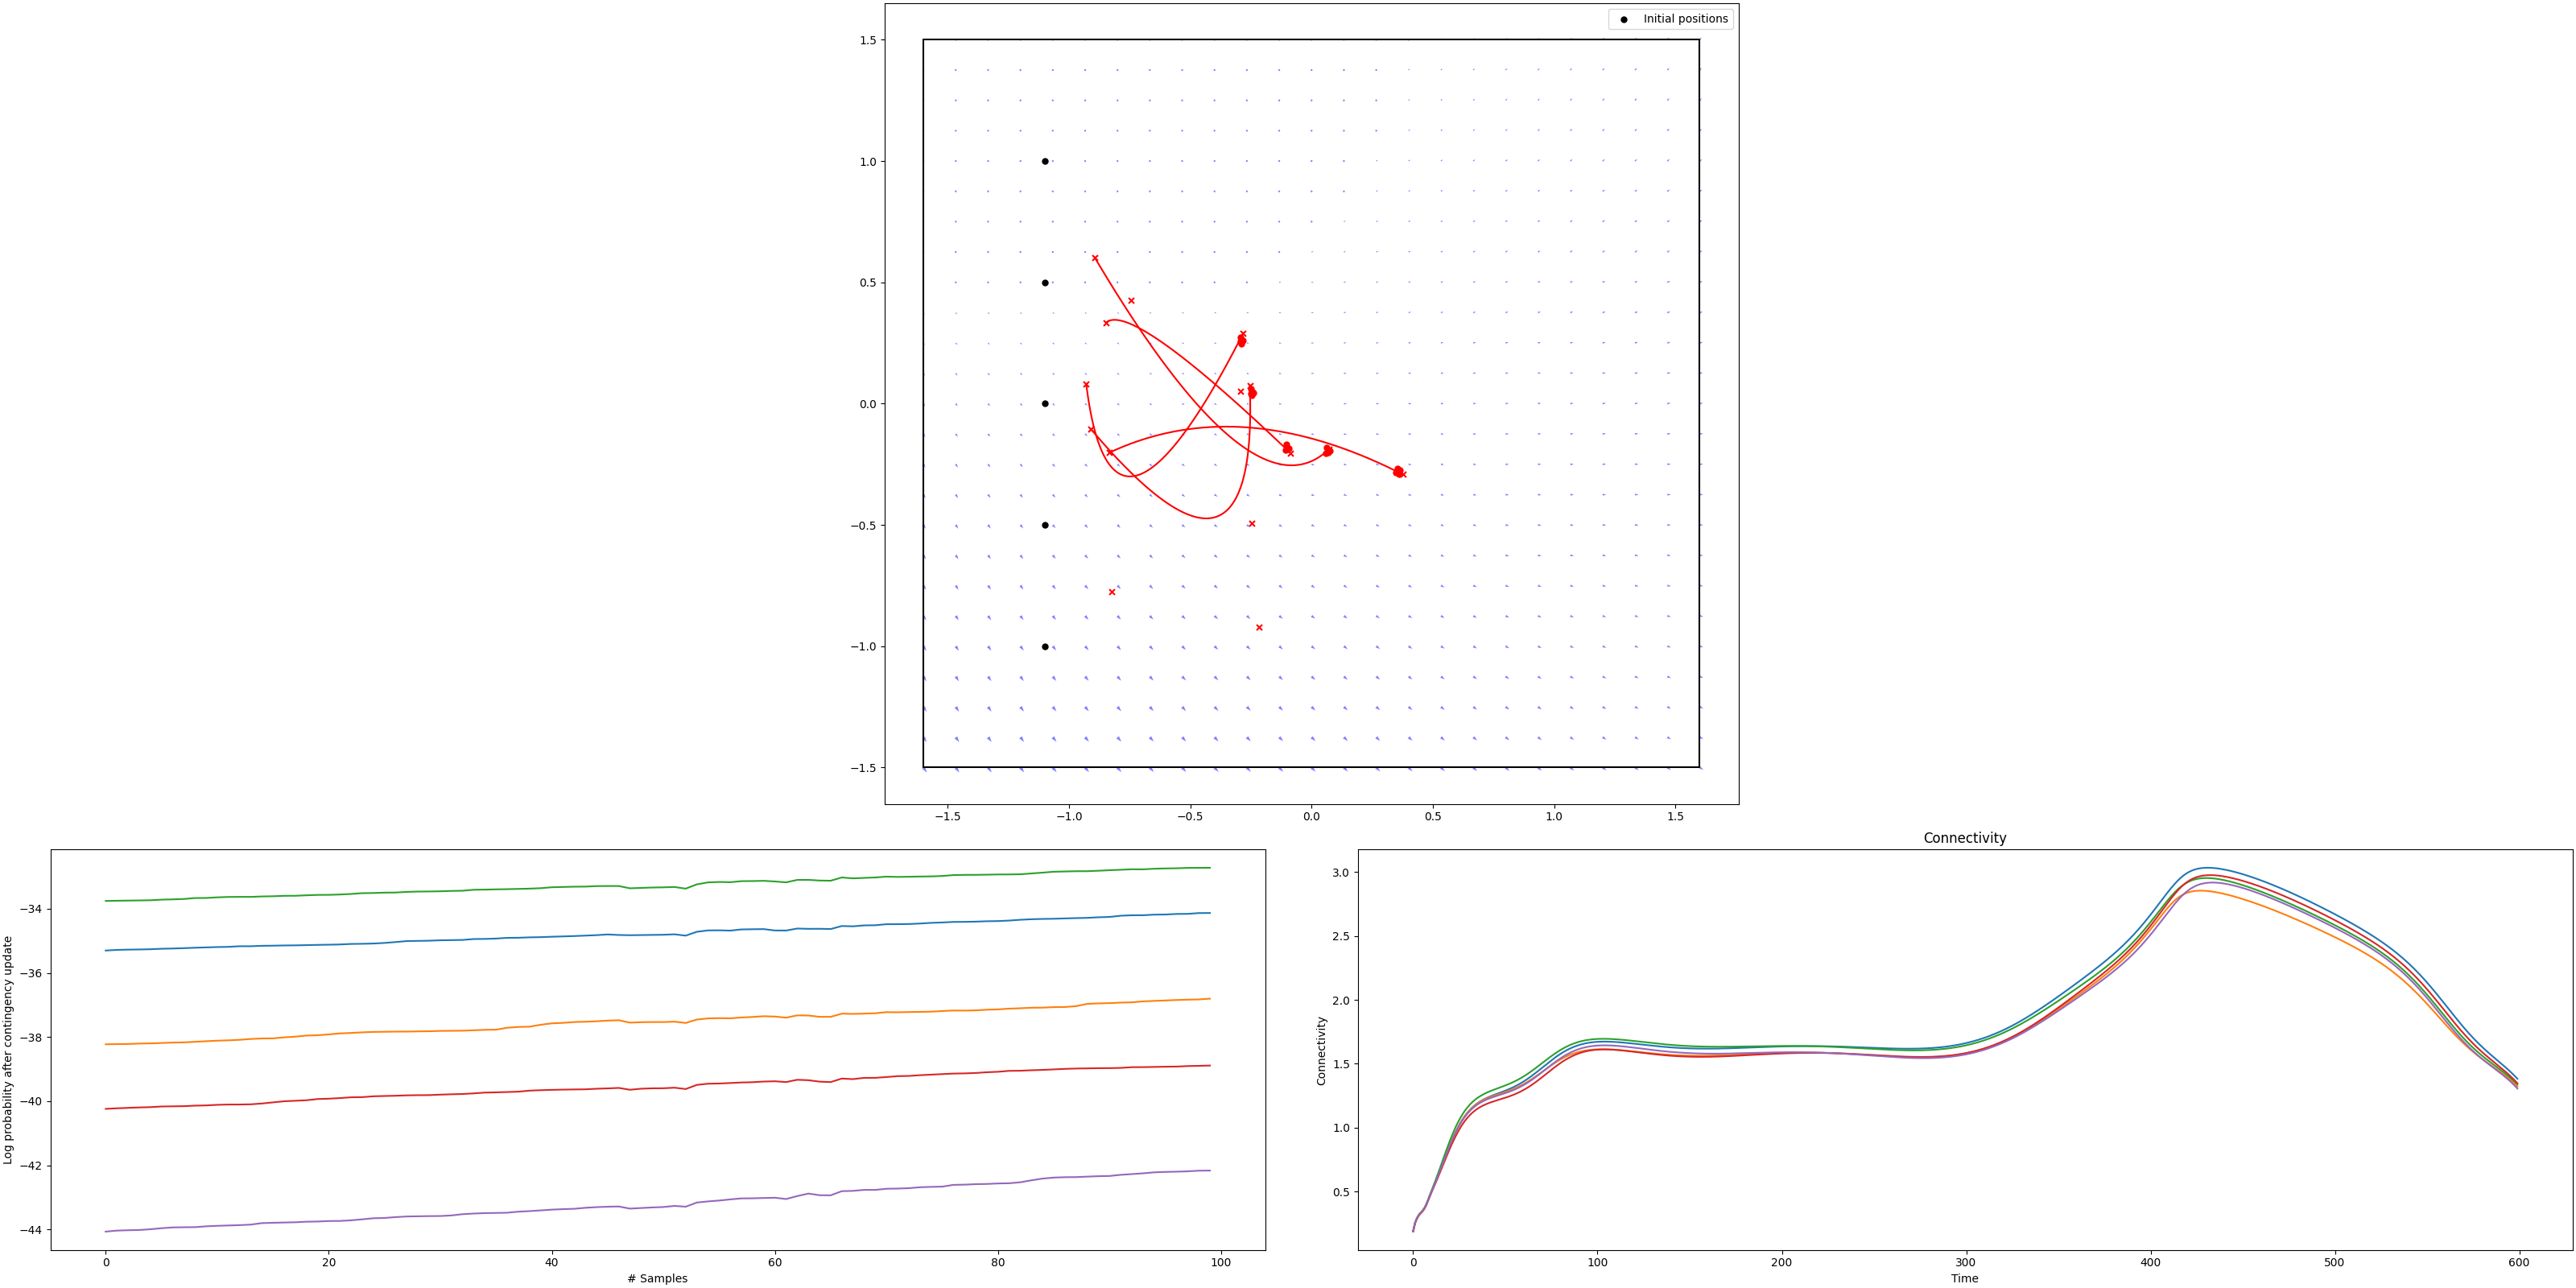 Initial positions
1.5
1.0
0.5
0.0
−0.5
−1.0
−1.5
−1.5 −1.0 −0.5 0.0 0.5 1.0 1.5
Log probability after contingency update
−34
−36
−38
−40
−42
−44
0 20 40 60 80 100
# Samples
Connectivity
Connectivity
3.0
2.5
2.0
1.5
1.0
0.5
0 100 200 300 400 500 600
Time